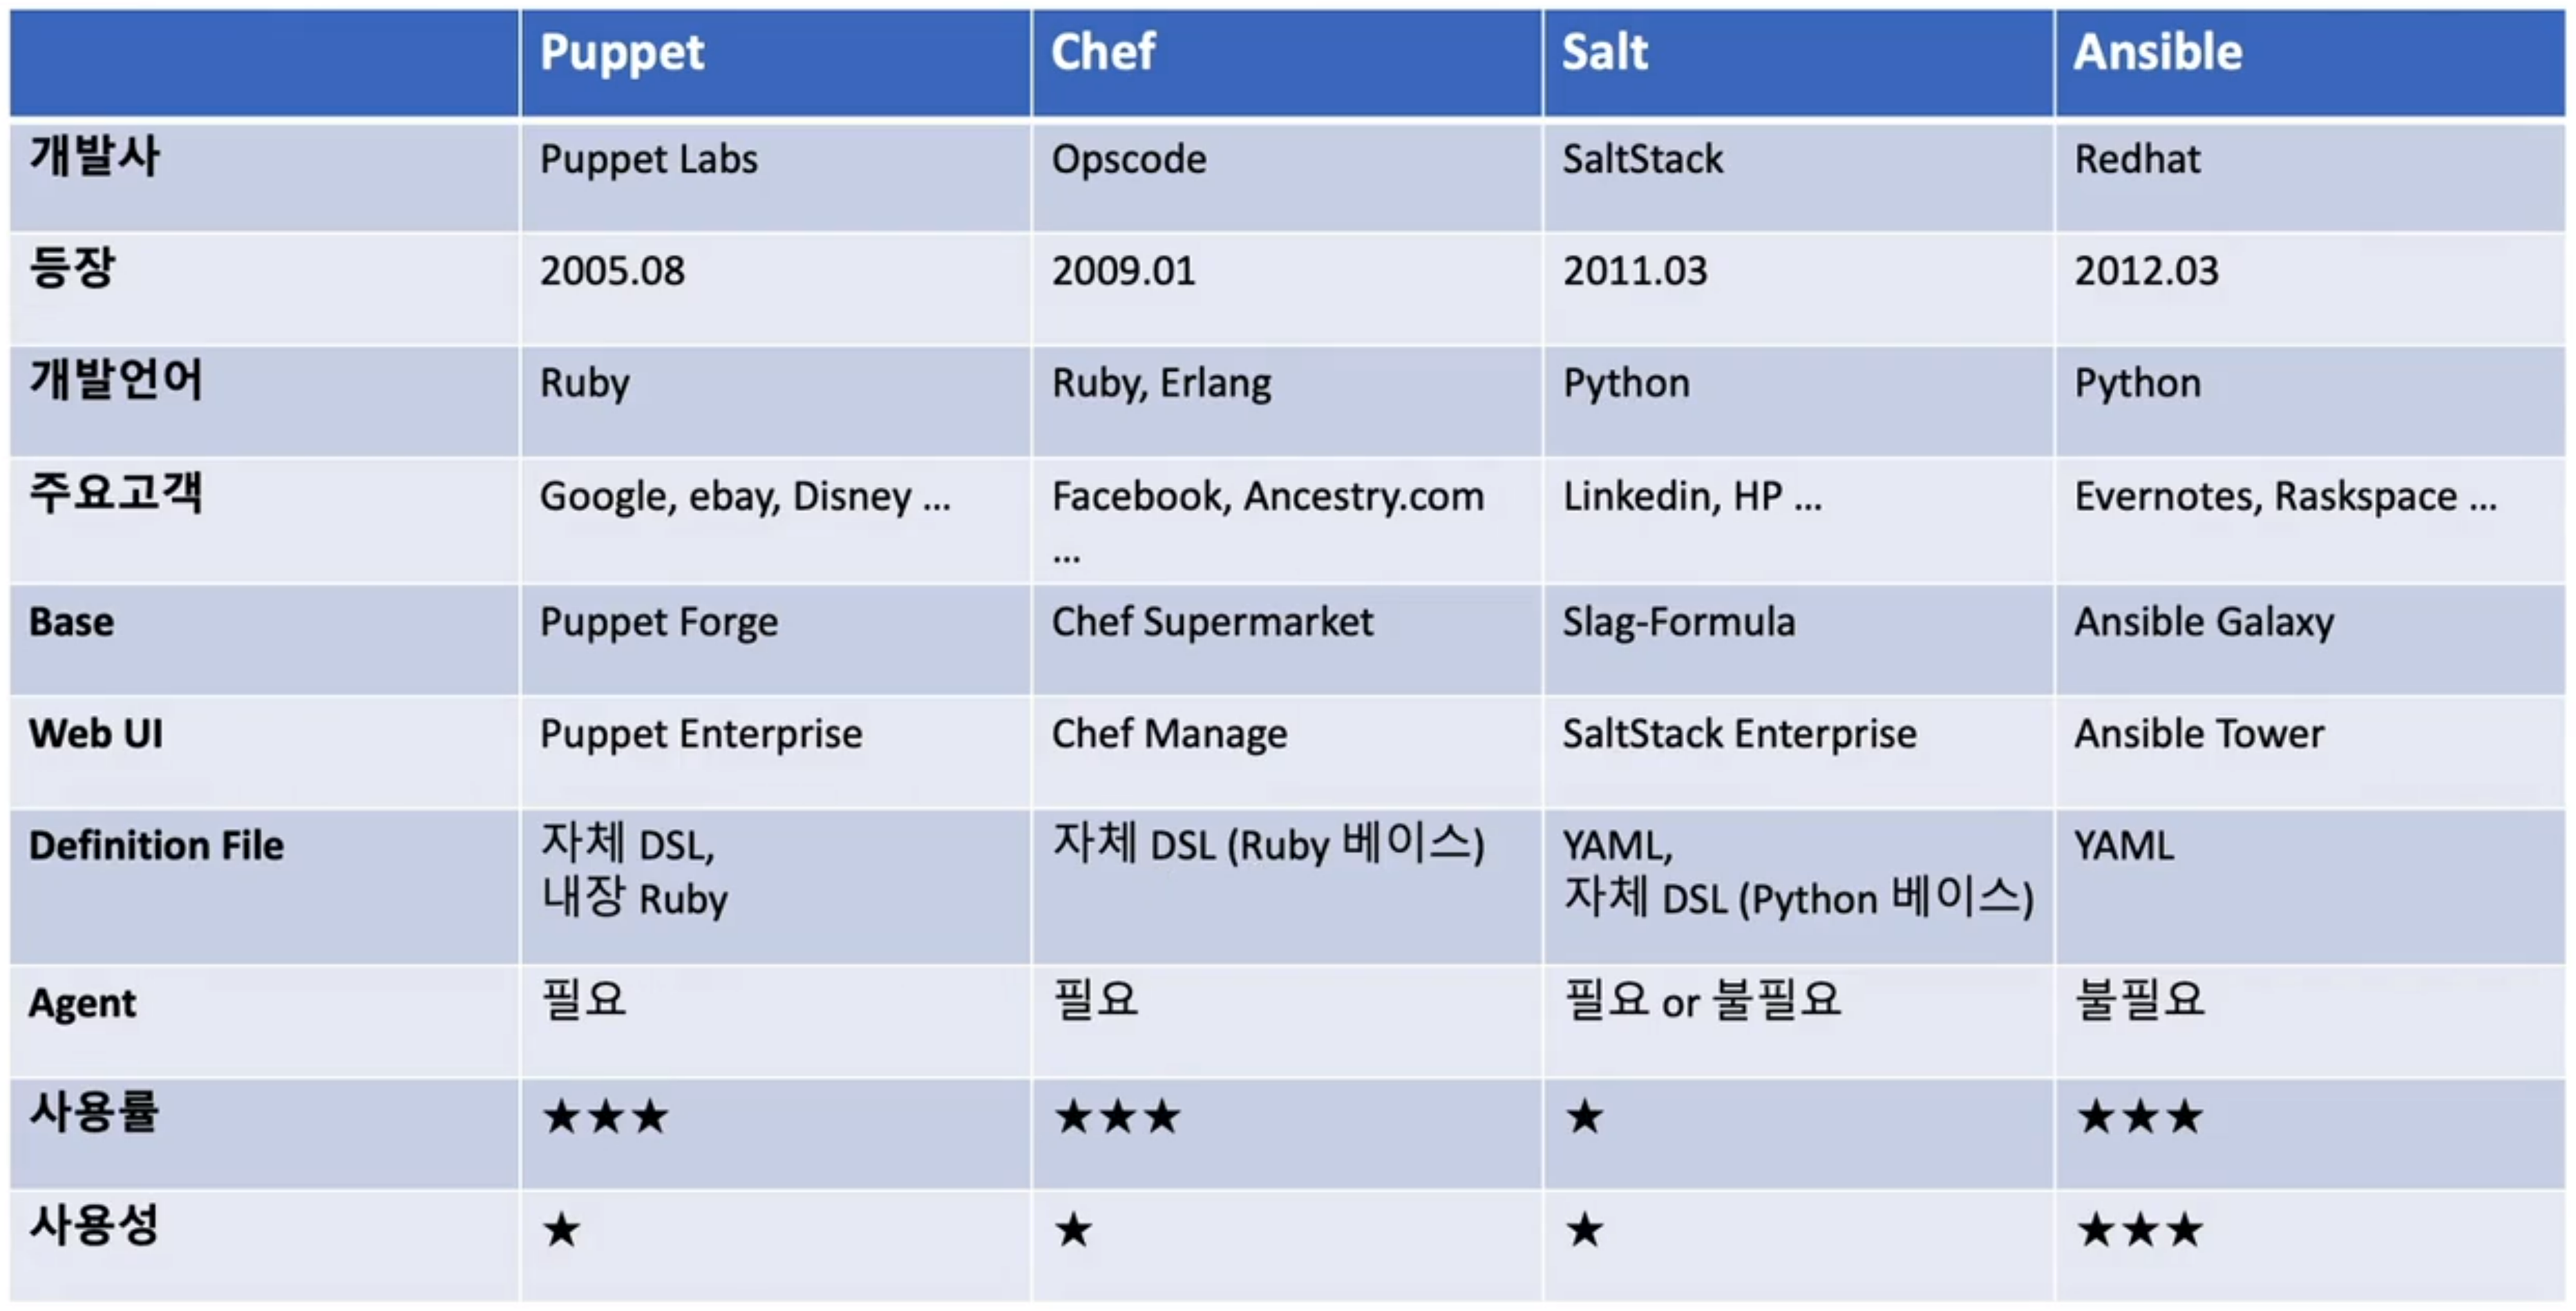 Puppet Chef Salt Ansible
개발사 Puppet Labs Opscode SaltStack Redhat
등장 2005.08 2009.01 2011.03 2012.03
개발언어 Ruby Ruby, Erlang Python Python
주요고객 Google, ebay, Disney ... Facebook, Ancestry.com Linkedin, HP ... Evernotes, Raskspace ...
...
Base Puppet Forge Chef Supermarket Slag-Formula Ansible Galaxy
Web UI Puppet Enterprise Chef Manage SaltStack Enterprise Ansible Tower
Definition File 자체 DSL, 자체 DSL (Ruby 베이스) YAML, YAML
내장 Ruby 자체 DSL (Python 베이스)
Agent 필요 필요 필요 or 불필요 불필요
사용률 ★★★ ★★★ ★ ★★★
사용성 ★ ★ ★ ★★★